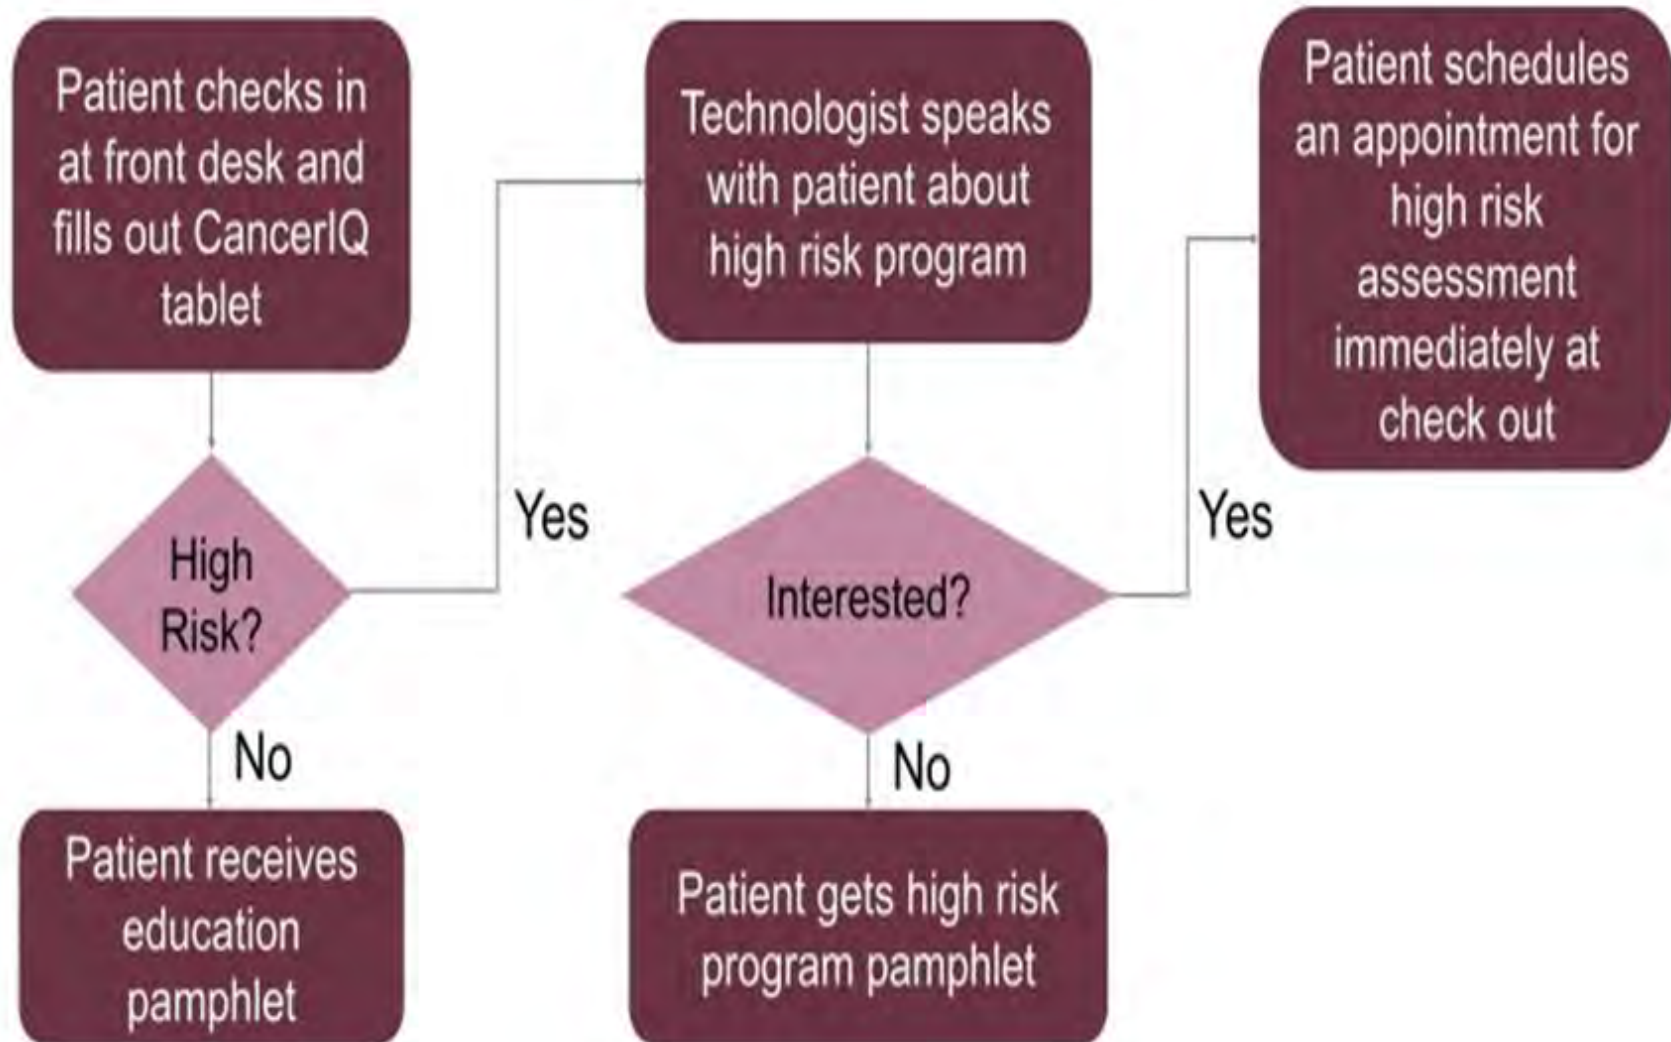 Patient checks in
at front desk and
fills out CancerIQ
tablet
High
Risk?
Yes
No
Patient receives
education
pamphlet
Technologist speaks
with patient about
high risk program
Interested?
Yes
No
Patient gets high risk
program pamphlet
Patient schedules
an appointment for
high risk
assessment
immediately at
check out